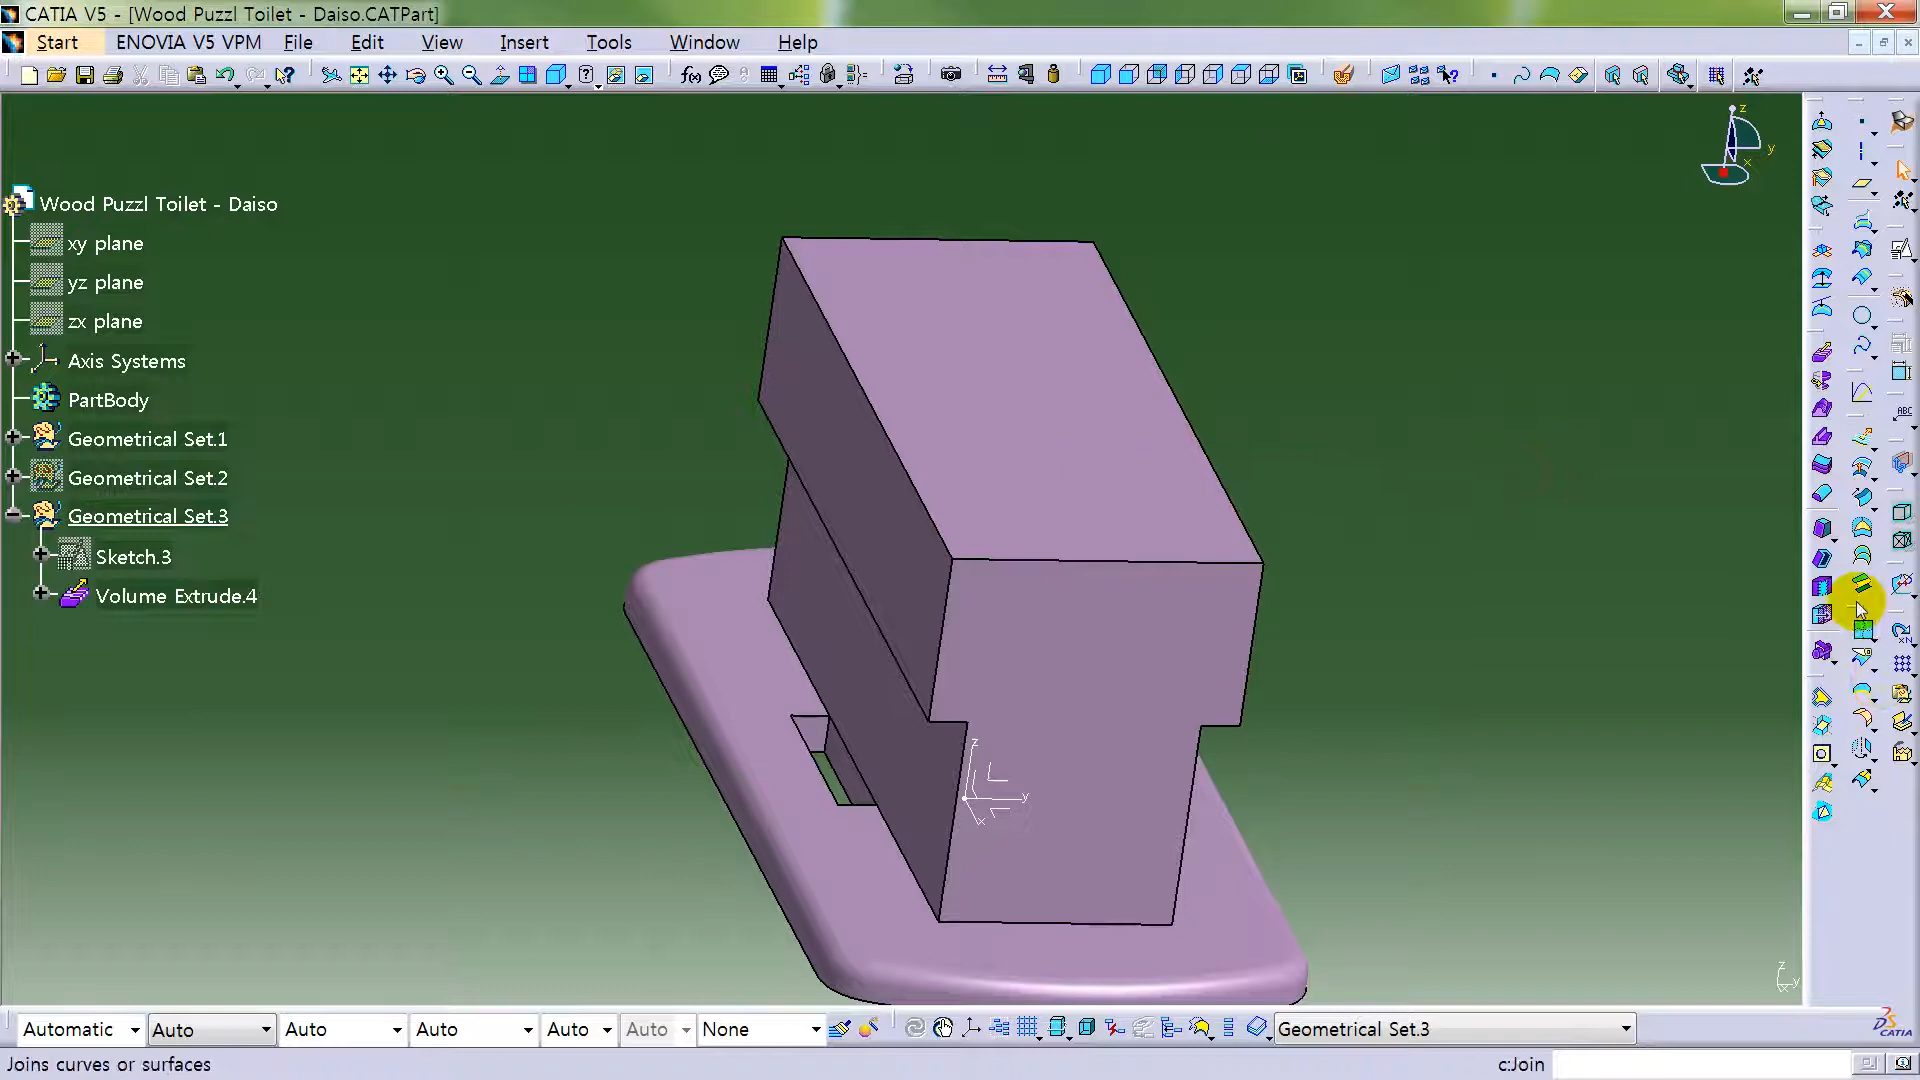 CATIA V5 - [Wood Puzzl Toilet - Daiso.CATPart]
Start ENOVIA V5 VPM File Edit View Insert Tools Window Help
f(x)
z
y
x
Wood Puzzl Toilet - Daiso
xy plane
yz plane
zx plane
Axis Systems
PartBody
Geometrical Set.1
Geometrical Set.2
Geometrical Set.3
Sketch.3
Volume Extrude.4
ABC
z
y
x
z
y
x
Automatic Auto Auto Auto Auto Auto None Geometrical Set.3
CATIA
Joins curves or surfaces c:Join